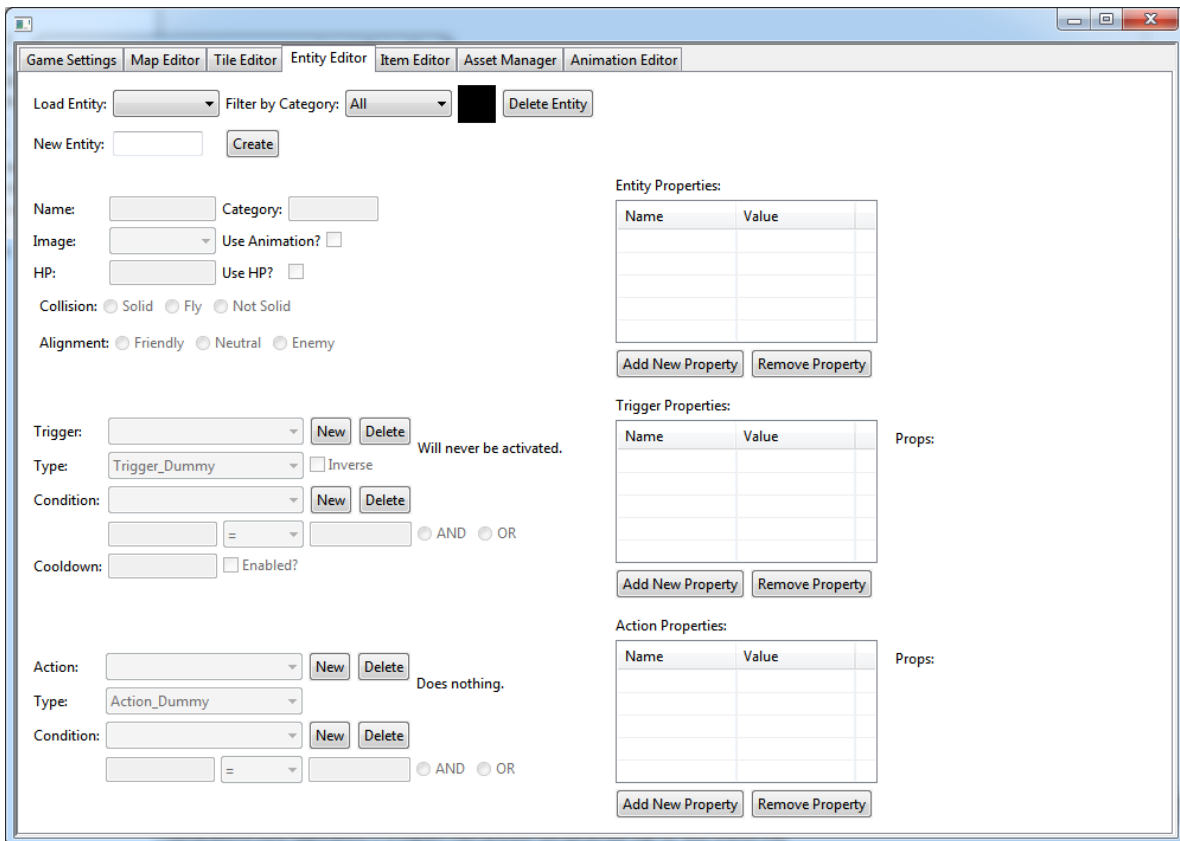 Game Settings Map Editor Tile Editor Entity Editor Item Editor Asset Manager Animation Editor
Load Entity: Filter by Category: All Delete Entity
New Entity: Create
Entity Properties:
Name: Category:
Name Value
Image: Use Animation?
HP: Use HP?
Collision: Solid Fly Not Solid
Alignment: Friendly Neutral Enemy
Add New Property Remove Property
Trigger Properties:
Trigger: New Delete
Will never be activated.
Name Value
Props:
Type: Trigger_Dummy Inverse
Condition: New Delete
= AND OR
Cooldown: Enabled?
Add New Property Remove Property
Action Properties:
Action: New Delete
Does nothing.
Name Value
Props:
Type: Action_Dummy
Condition: New Delete
= AND OR
Add New Property Remove Property